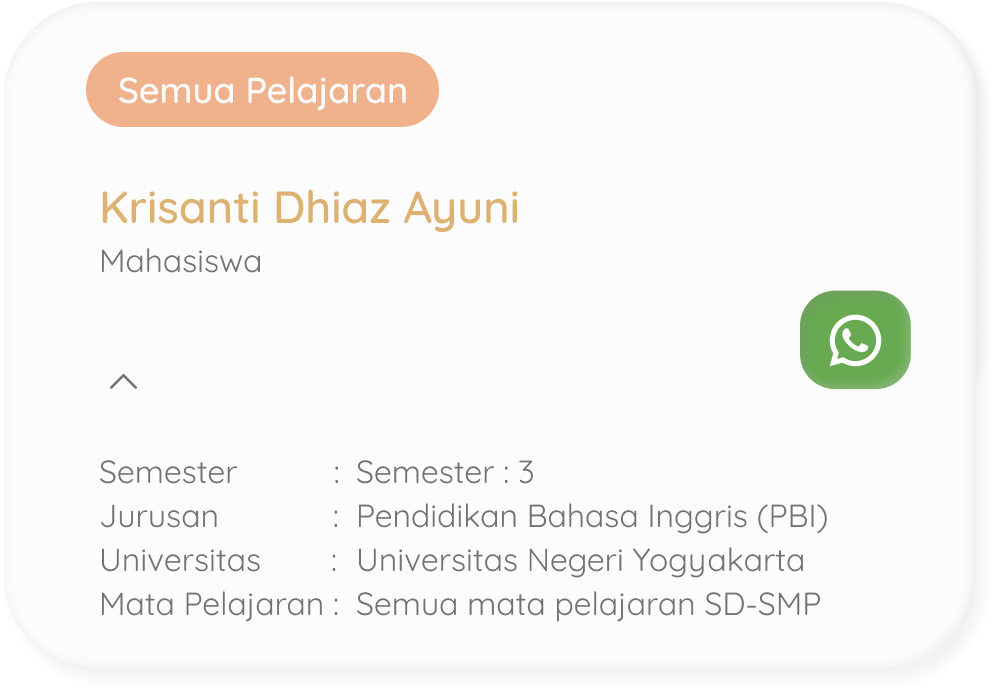 Semua Pelajaran
Krisanti Dhiaz Ayuni
Mahasiswa
Semester : Semester : 3
Jurusan : Pendidikan Bahasa Inggris (PBI)
Universitas : Universitas Negeri Yogyakarta
Mata Pelajaran : Semua mata pelajaran SD-SMP